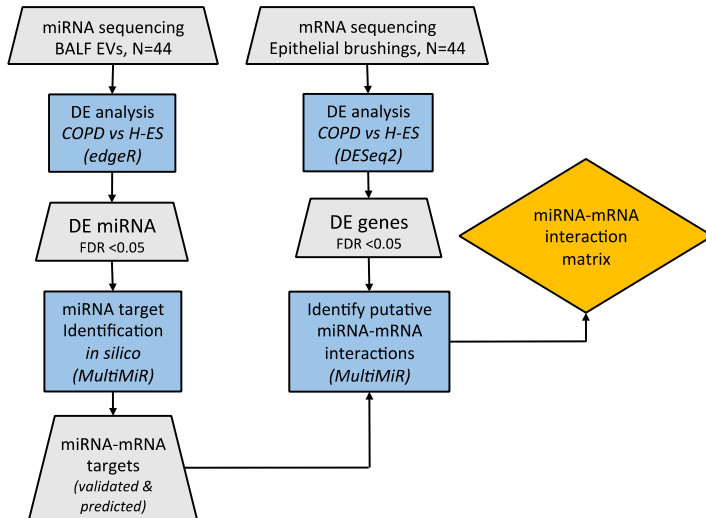 miRNA sequencing
BALF EVs, N=44
DE analysis
COPD vs H-ES
(edgeR)
DE miRNA
FDR <0.05
miRNA target
Identification
in silico
(MultiMiR)
miRNA-mRNA
targets
(validated &
predicted)
mRNA sequencing
Epithelial brushings, N=44
DE analysis
COPD vs H-ES
(DESeq2)
DE genes
FDR <0.05
Identify putative
miRNA-mRNA
interactions
(MultiMiR)
miRNA-mRNA
interaction
matrix